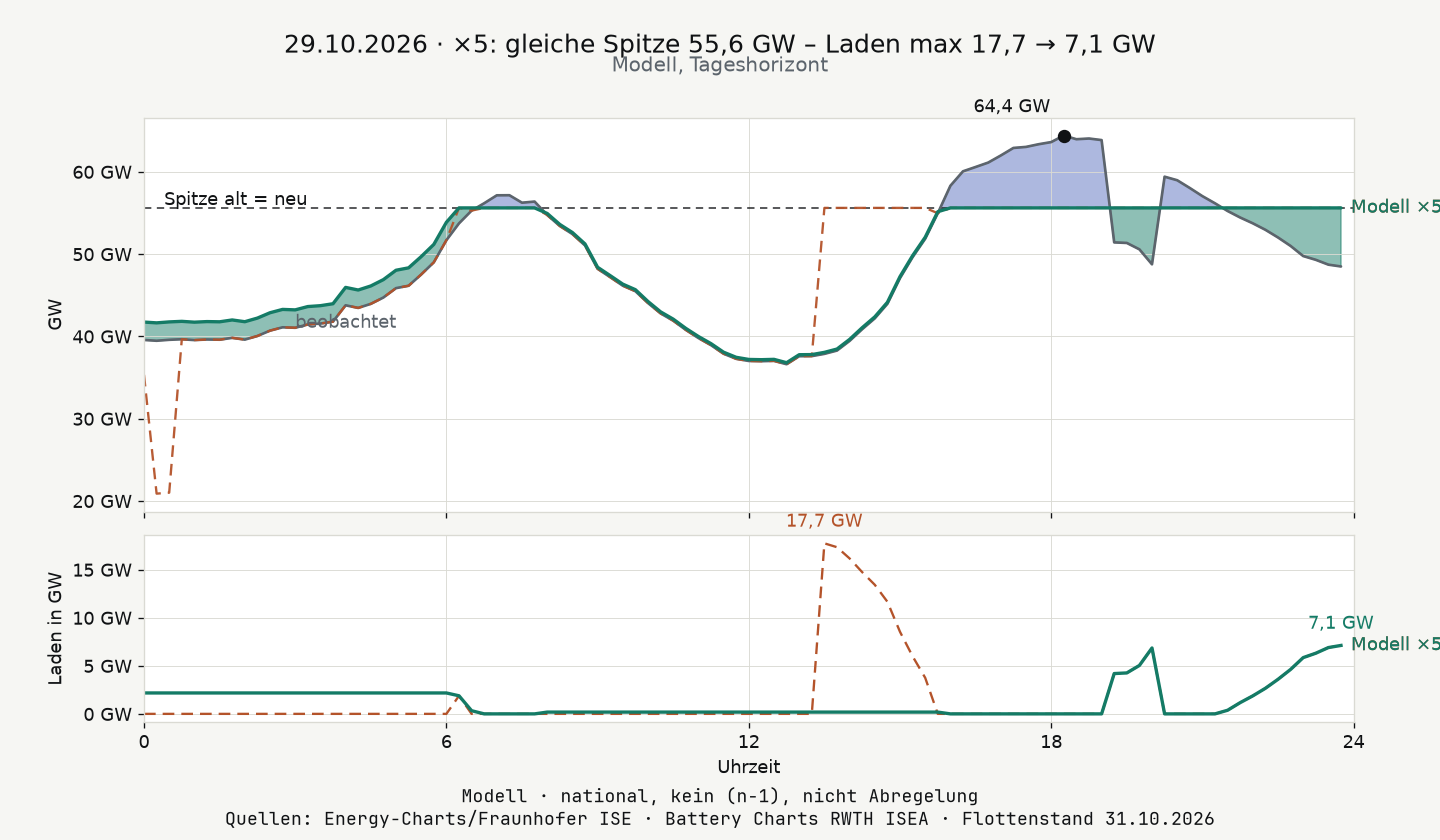 29.10.2026 · ×5: gleiche Spitze 55,6 GW – Laden max 17,7 → 7,1 GW
Modell, Tageshorizont
64,4 GW
60 GW
Spitze alt = neu
Modell ×5
50 GW
GW
40 GW
beobachtet
30 GW
20 GW
17,7 GW
15 GW
Laden in GW
10 GW
7,1 GW
Modell ×5
5 GW
0 GW
0 6 12 18 24
Uhrzeit
Modell · national, kein (n-1), nicht Abregelung
Quellen: Energy-Charts/Fraunhofer ISE · Battery Charts RWTH ISEA · Flottenstand 31.10.2026